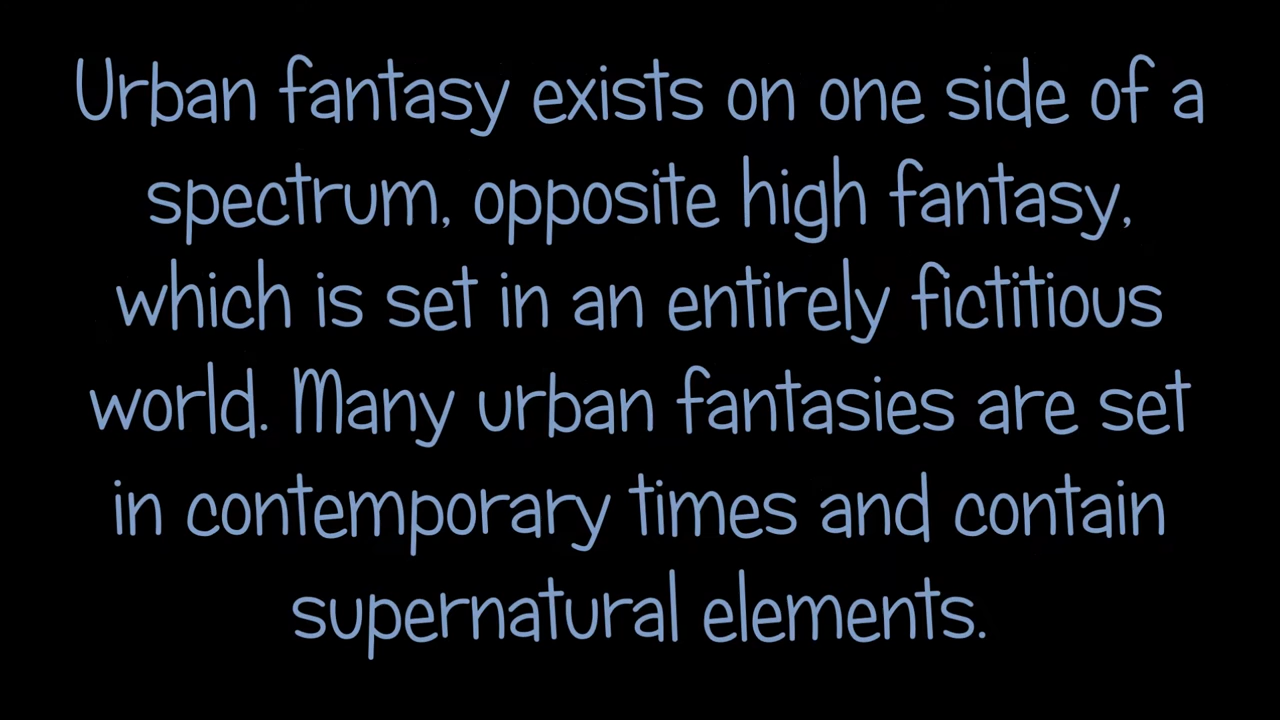 Urban fantasy exists on one side of a
spectrum, opposite high fantasy,
which is set in an entirely fictitious
world. Many urban fantasies are set
in contemporary times and contain
supernatural elements.